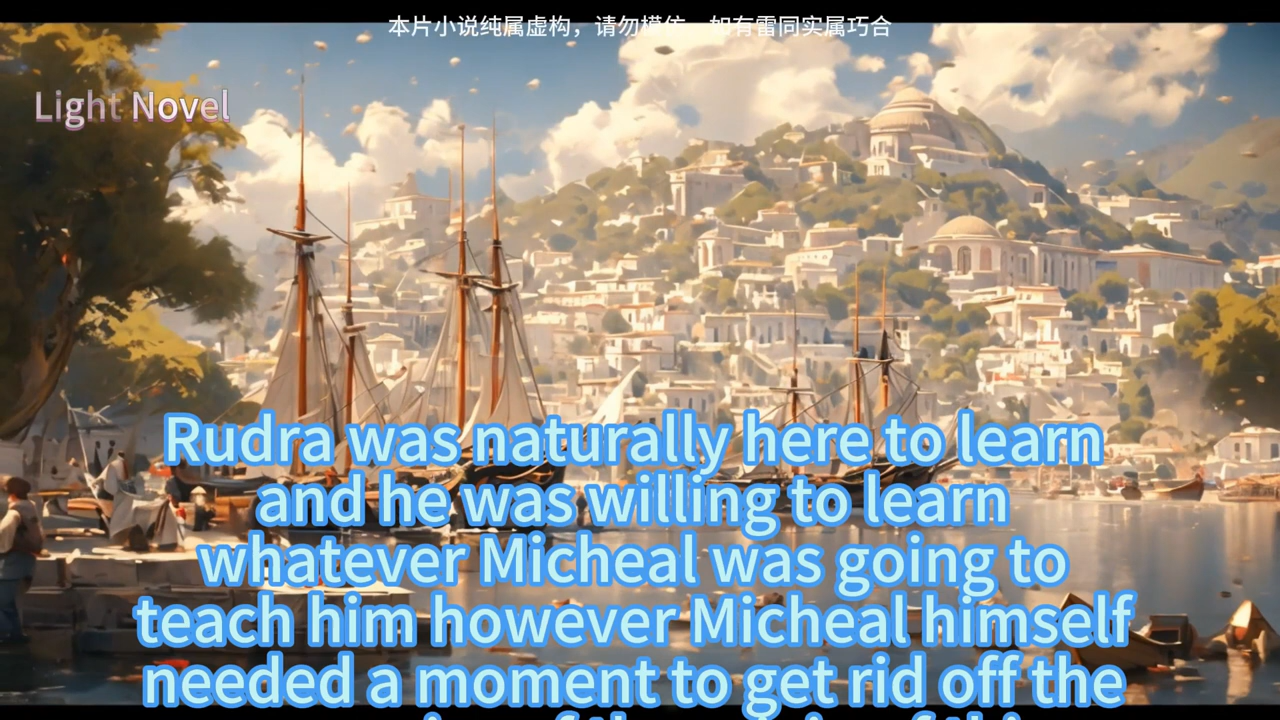 本片小说纯属虚构，请勿模仿，如有雷同实属巧合
Light Novel
Rudra was naturally here to learn
and he was willing to learn
whatever Micheal was going to
teach him however Micheal himself
needed a moment to get rid off the